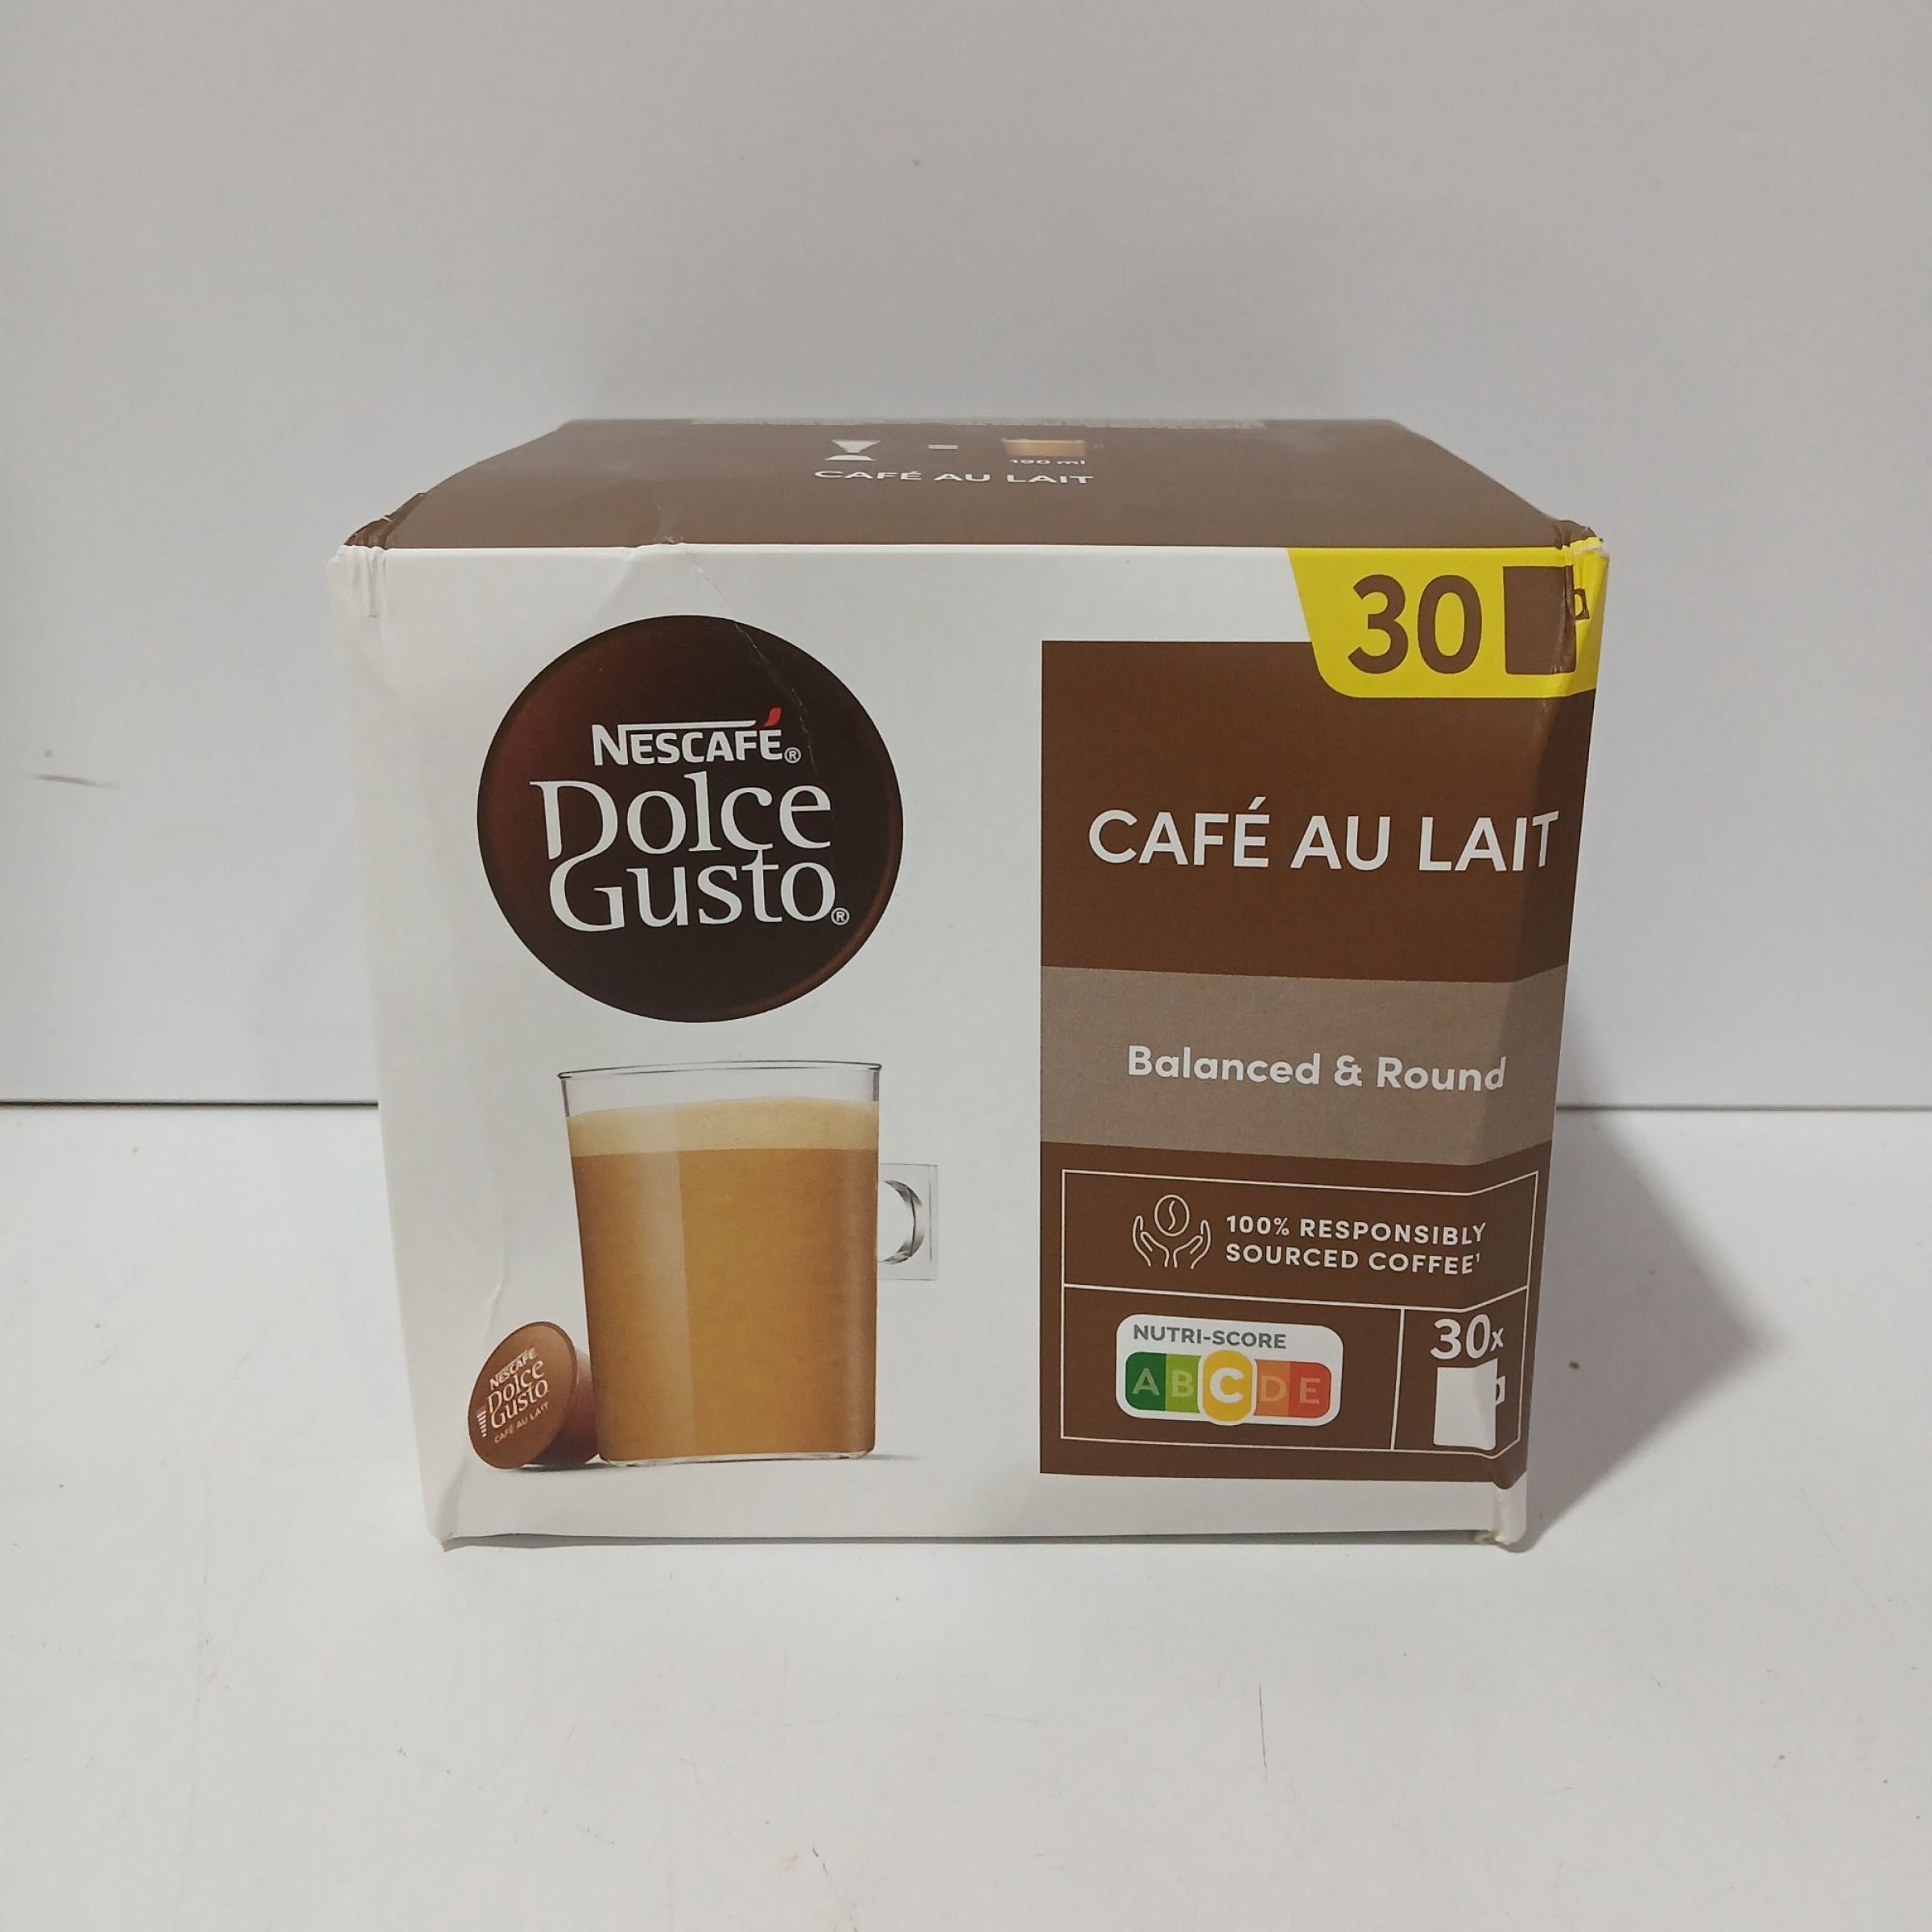 190 ml
CAFÉ AU LAIT
30
NESCAFÉ®
Dolce
Gusto®
CAFÉ AU LAIT
Balanced & Round
100% RESPONSIBLY
SOURCED COFFEE¹
NUTRI-SCORE
A B C D E
30x
NESCAFÉ
Dolce
Gusto
CAFÉ AU LAIT